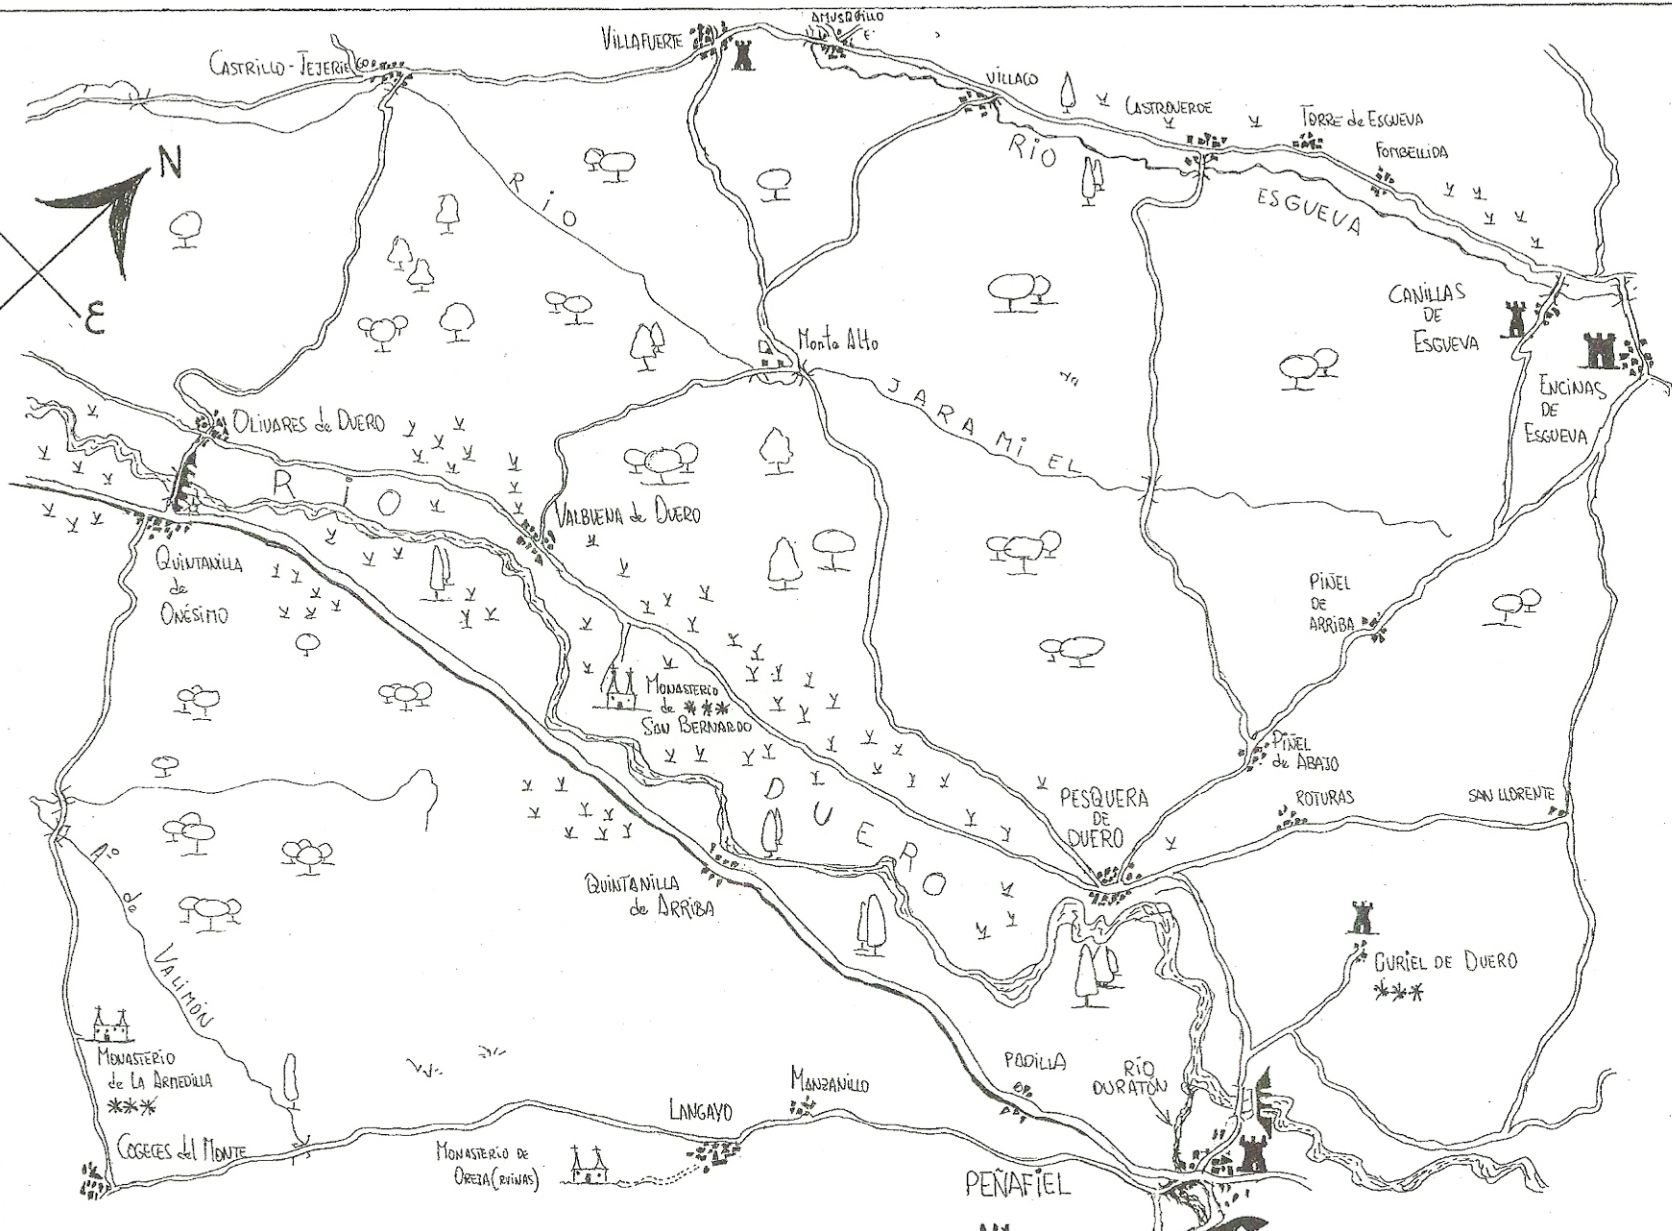 AMUSQUILLO
E.
VILLAFUERTE
CASTRILLO-TEJERIEGO
VILLACO
CASTROVERDE
TORRE de ESGUEVA
FOMBELLIDA
RÍO
ESGUEVA
N
E
RiO
JARAMiEL
Monte Alto
CANILLAS
DE
ESGUEVA
ENCINAS
DE
ESGUEVA
OLIVARES de DUERO
RiO
VALBUENA de DUERO
QUINTANILLA
de
ONÉSIMO
PIÑEL
DE
ARRIBA
MONASTERIO
de ***
SAN BERNARDO
DUERO
PIÑEL
de ABAJO
PESQUERA
DE
DUERO
ROTURAS
SAN LLORENTE
QUINTANILLA
de ARRIBA
Aº de
VALIMÓN
CURIEL DE DUERO
***
MONASTERIO
de LA ARMEDILLA
***
PADILLA
RÍO
DURATÓN
MANZANILLO
LANGAYO
COGECES del MONTE
MONASTERIO DE
OREJA (RUINAS)
PEÑAFIEL